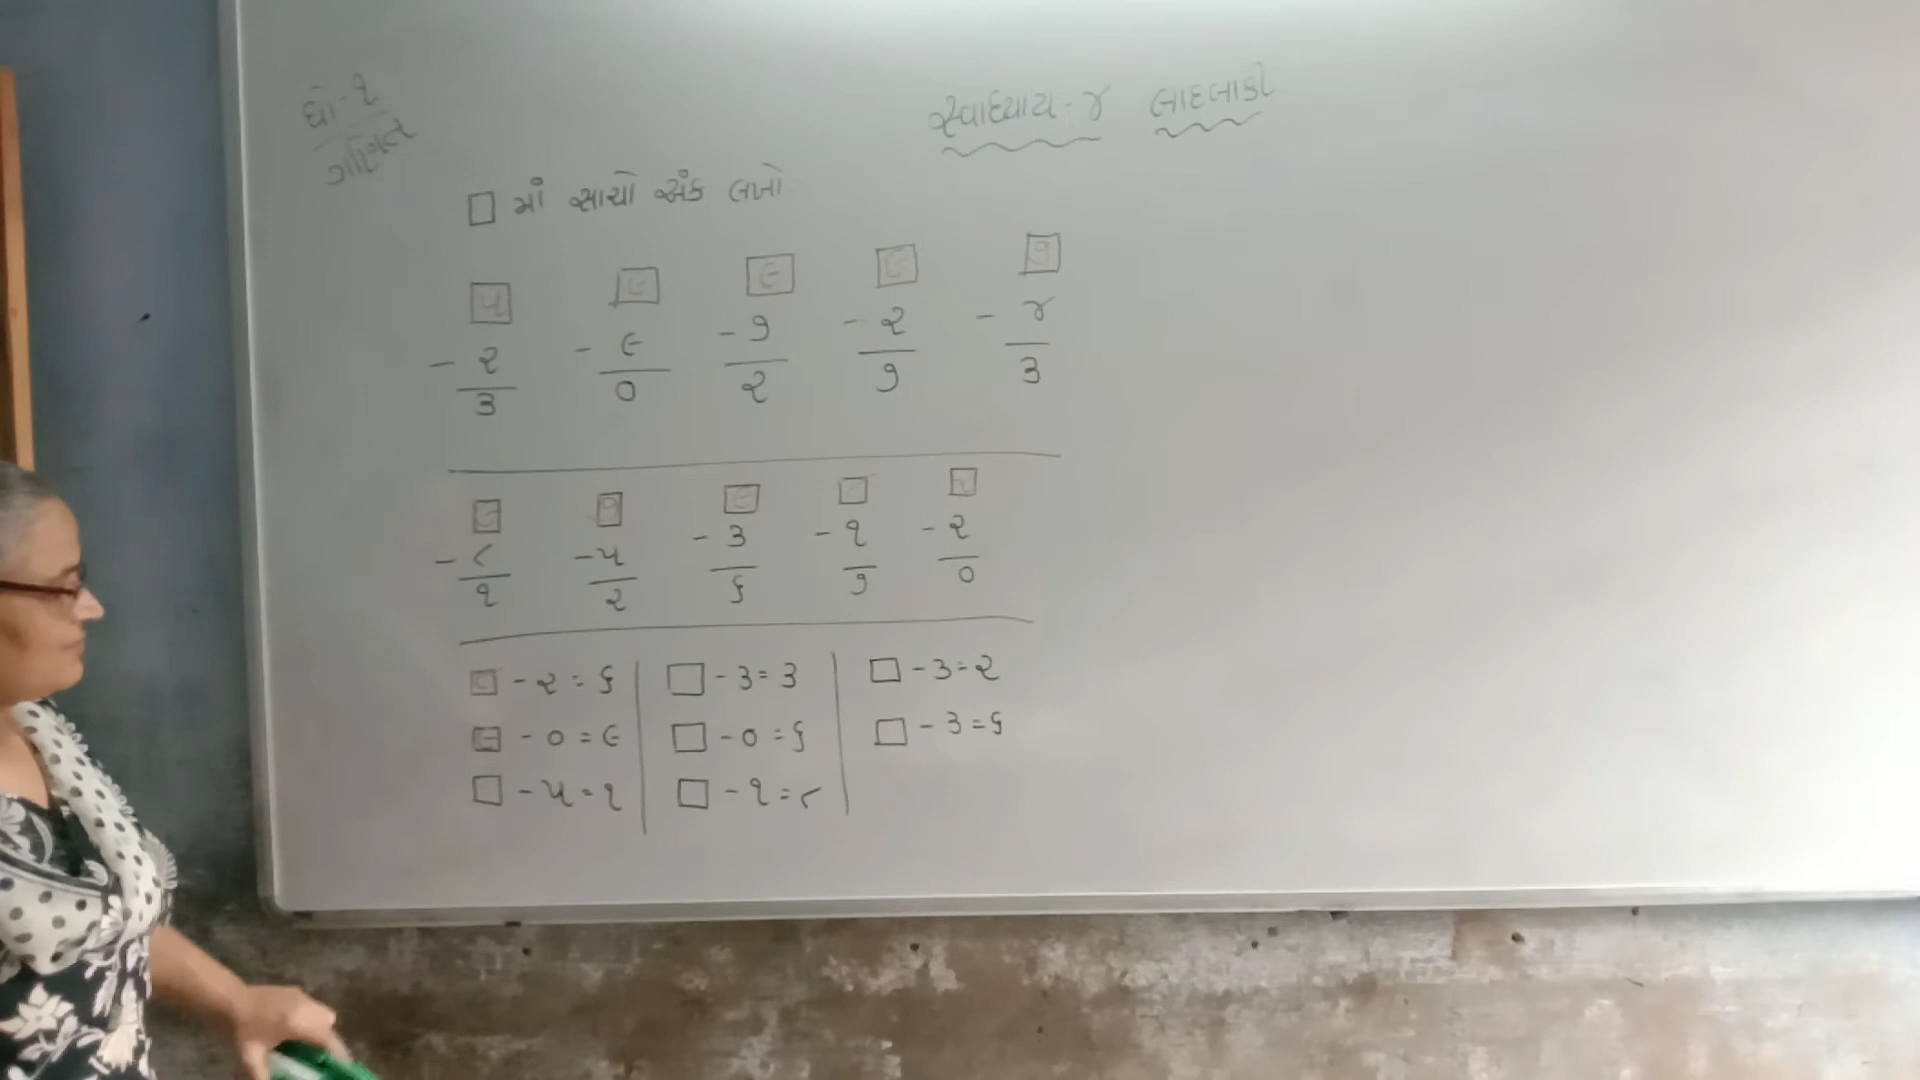 ધો-૧
ગણિત
સ્વાધ્યાય-૪ બાદબાકી
□ માં સાચો અંક લખો
૫ ૯ ૯ ૯ ૭
- ૨ - ૯ - ૭ - ૨ - ૪
૩ ૦ ૨ ૭ ૩
૯ ૭ ૯ □ ૨
- ૮ - ૫ - ૩ - ૧ - ૨
૧ ૨ ૬ ૭ ૦
૮ - ૨ = ૬ □ - ૩ = ૩ □ - ૩ = ૨
૯ - ૦ = ૯ □ - ૦ = ૬ □ - ૩ = ૬
□ - ૫ = ૧ □ - ૧ = ૮